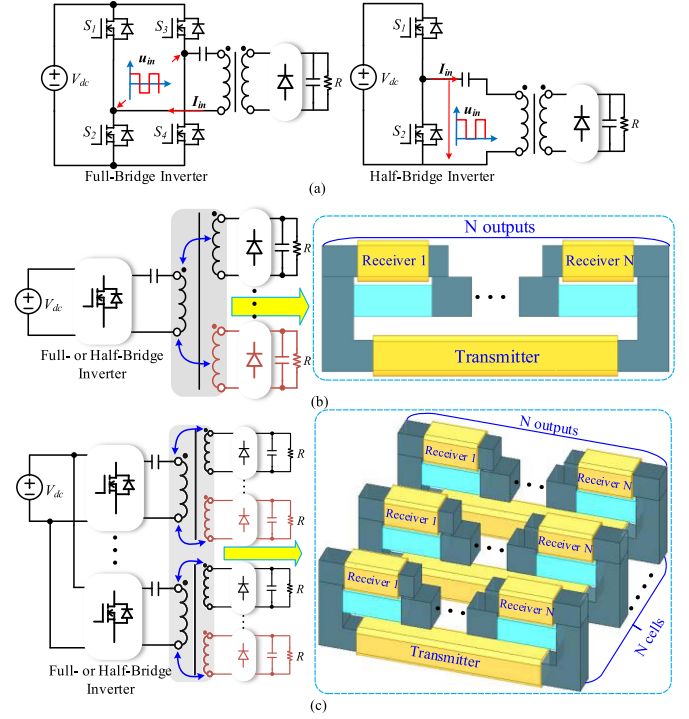 S1
S3
Vdc
uin
Iin
R
S2
S4
Full-Bridge Inverter
S1
Vdc
Iin
uin
S2
R
Half-Bridge Inverter
(a)
Vdc
Full- or Half-Bridge
Inverter
R
R
N outputs
Receiver 1
Receiver N
Transmitter
(b)
Vdc
Full- or Half-Bridge
Inverter
R
R
R
R
N outputs
Receiver 1
Receiver N
Receiver 1
Receiver N
Receiver 1
Receiver N
Transmitter
N cells
(c)